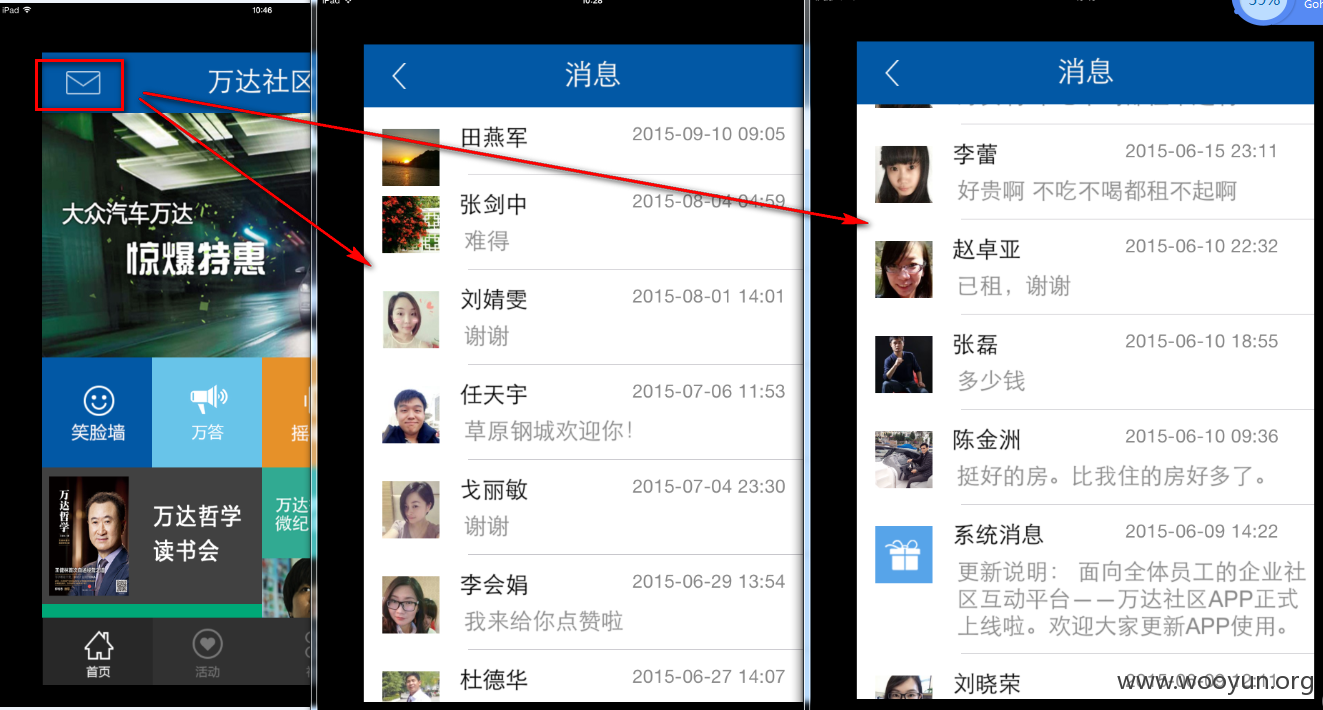 iPad
10:46
万达社区
大众汽车万达
惊爆特惠
笑脸墙
万答
摇
万达哲学
万达哲学
读书会
万达
微纪
首页
活动
iPad
10:28
消息
田燕军
2015-09-10 09:05
张剑中
2015-08-04 04:59
难得
刘婧雯
2015-08-01 14:01
谢谢
任天宇
2015-07-06 11:53
草原钢城欢迎你！
戈丽敏
2015-07-04 23:30
谢谢
李会娟
2015-06-29 13:54
我来给你点赞啦
杜德华
2015-06-27 14:07
59%
Goh
消息
李蕾
2015-06-15 23:11
好贵啊 不吃不喝都租不起啊
赵卓亚
2015-06-10 22:32
已租，谢谢
张磊
2015-06-10 18:55
多少钱
陈金洲
2015-06-10 09:36
挺好的房。比我住的房好多了。
系统消息
2015-06-09 14:22
更新说明： 面向全体员工的企业社
区互动平台——万达社区APP正式
上线啦。欢迎大家更新APP使用。
刘晓荣
www.wooyun.org